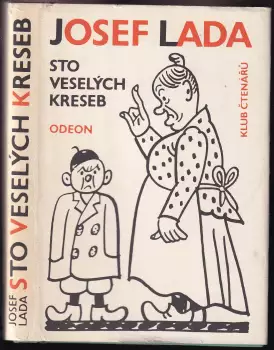 JOSEF LADA
STO
VESELÝCH
KRESEB
ODEON
KLUB ČTENÁŘŮ
JOSEF
LADA
STO VESELÝCH KRESEB